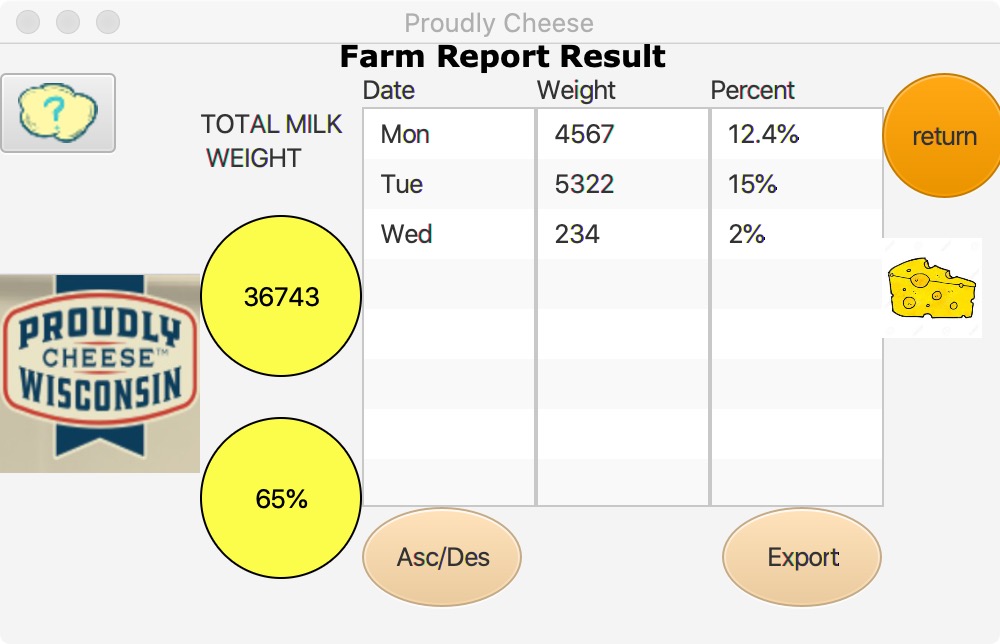 Proudly Cheese
Farm Report Result
Date Weight Percent
?
TOTAL MILK
WEIGHT
Mon 4567 12.4%
return
Tue 5322 15%
Wed 234 2%
36743
PROUDLY
CHEESE™
WISCONSIN
65%
Asc/Des Export